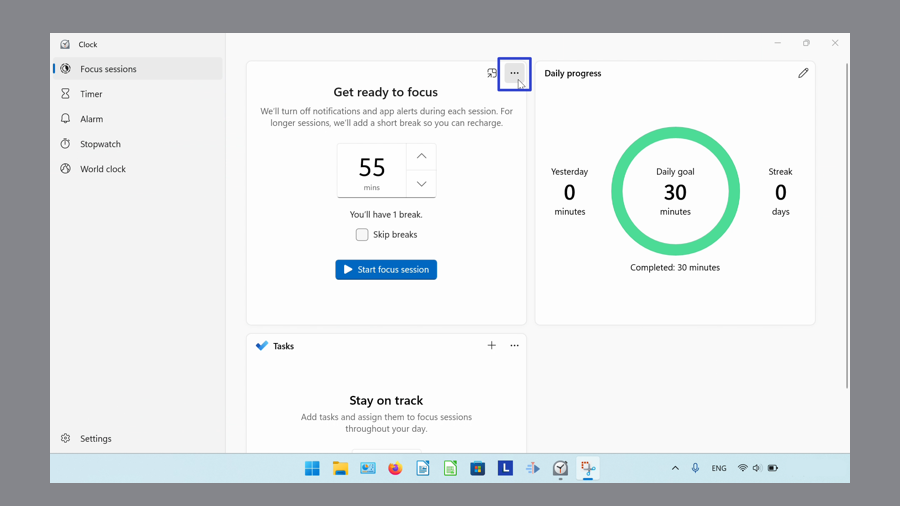 Clock
Focus sessions
Timer
Alarm
Stopwatch
World clock
Settings
Get ready to focus
We'll turn off notifications and app alerts during each session. For
longer sessions, we'll add a short break so you can recharge.
55
mins
You'll have 1 break.
Skip breaks
Start focus session
Daily progress
Yesterday
0
minutes
Daily goal
30
minutes
Streak
0
days
Completed: 30 minutes
Tasks
Stay on track
Add tasks and assign them to focus sessions
throughout your day.
L
ENG